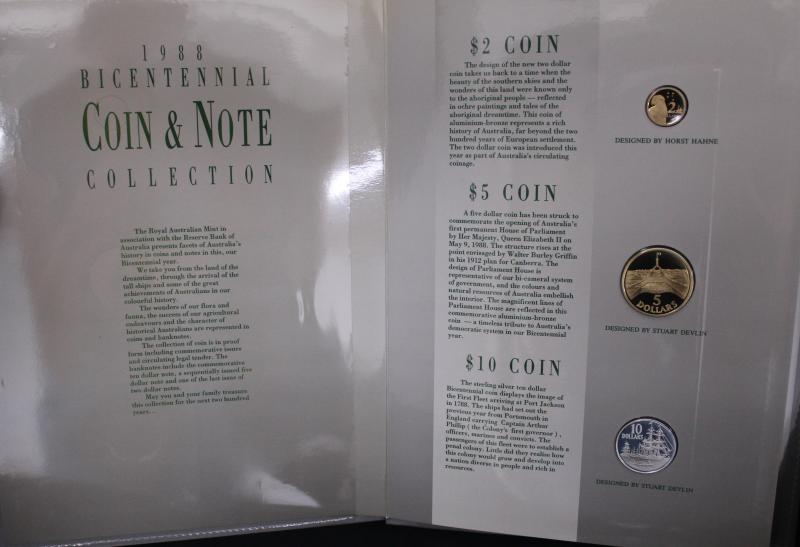 1988
BICENTENNIAL
COIN & NOTE
COLLECTION
The Royal Australian Mint in
association with the Reserve Bank of
Australia presents facets of Australia's
history in coins and notes in this, our
Bicentennial year.
We take you from the land of the
dreamtime, through the arrival of the
tall ships and some of the great
achievements of Australians in our
colourful history.
The wonders of our flora and
fauna, the success of our agricultural
endeavours and the character of
historical Australians are represented in
coins and banknotes.
The collection of coins is in proof
form including commemorative issues
and circulating legal tender. The
banknotes include the commemorative
ten dollar note, a sequentially issued five
dollar note and one of the last issue of
two dollar notes.
May you and your family treasure
this collection for the next two hundred
years...
$2 COIN
The design of the new two dollar
coin takes us back to a time when the
beauty of the southern skies and the
wonders of this land were known only
to the aboriginal people — reflected
in ochre paintings and tales of the
aboriginal dreamtime. This coin of
aluminium-bronze represents a rich
history of Australia, far beyond the two
hundred years of European settlement.
The two dollar coin was introduced this
year as part of Australia's circulating
coinage.
2
DESIGNED BY HORST HAHNE
$5 COIN
A five dollar coin has been struck to
commemorate the opening of Australia's
first permanent House of Parliament
by Her Majesty, Queen Elizabeth II on
May 9, 1988. The structure rises at the
point envisaged by Walter Burley Griffin
in his 1912 plan for Canberra. The
design of Parliament House is
representative of our bi-cameral system
of government, and the colours and
natural resources of Australia embellish
the interior. The magnificent lines of
Parliament House are reflected in this
commemorative aluminium-bronze
coin — a timeless tribute to Australia's
democratic system in our Bicentennial
year.
5
DOLLARS
DESIGNED BY STUART DEVLIN
$10 COIN
The sterling silver ten dollar
Bicentennial coin displays the image of
the First Fleet arriving at Port Jackson
in 1788. The ships had set out the
previous year from Portsmouth in
England carrying Captain Arthur
Phillip ( the Colony's first governor ) ,
officers, marines and convicts. The
passengers of this fleet were to establish a
penal colony. Little did they realise how
this colony would grow and develop into
a nation diverse in people and rich in
resources.
10
DOLLARS
DESIGNED BY STUART DEVLIN